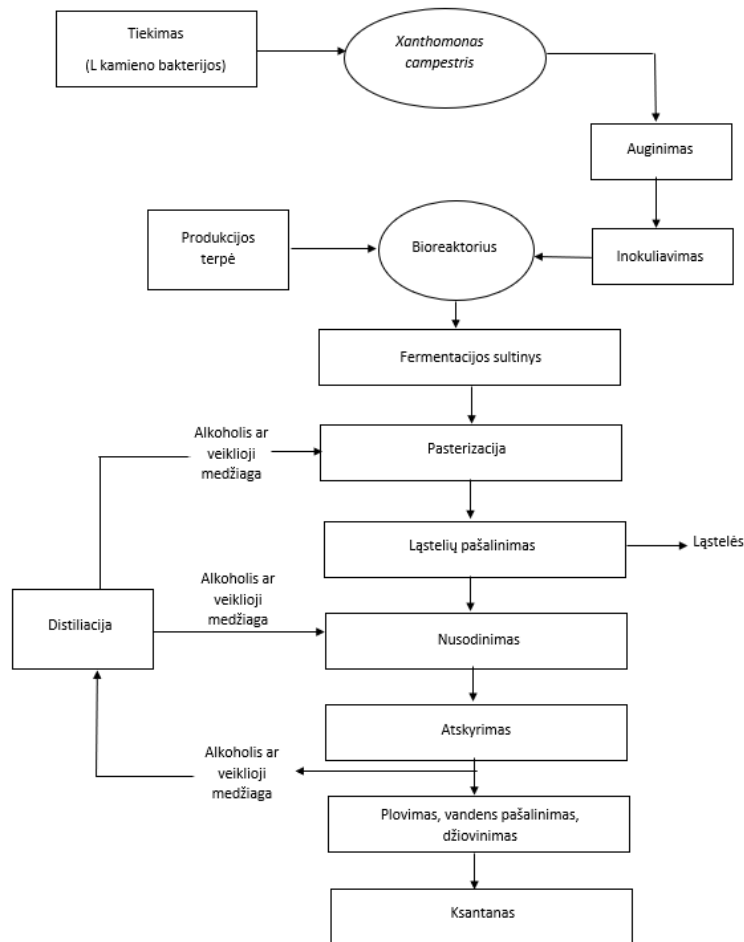 Tiekimas
(L kamieno bakterijos)
Xanthomonas
campestris
Auginimas
Produkcijos
terpė
Bioreaktorius
Inokuliavimas
Fermentacijos sultinys
Alkoholis ar
veiklioji
medžiaga
Pasterizacija
Ląstelių pašalinimas
Ląstelės
Alkoholis ar
veiklioji
medžiaga
Distiliacija
Nusodinimas
Atskyrimas
Alkoholis ar
veiklioji
medžiaga
Plovimas, vandens pašalinimas,
džiovinimas
Ksantanas